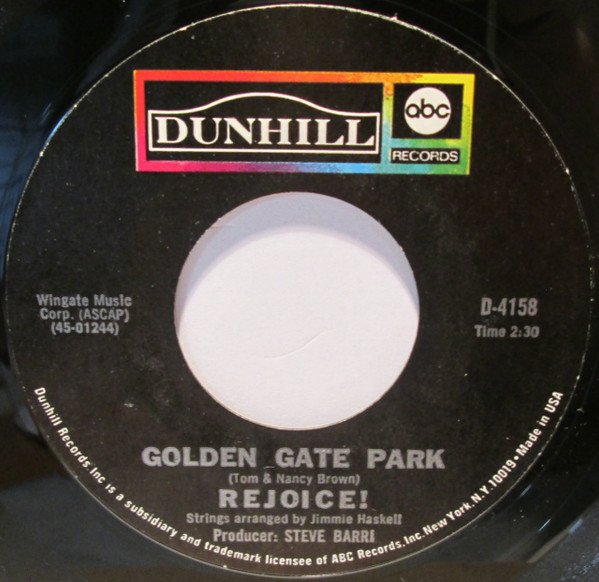 DUNHILL
abc
RECORDS
Wingate Music
Corp. (ASCAP)
(45-01244)
D-4158
Time 2:30
GOLDEN GATE PARK
(Tom & Nancy Brown)
REJOICE!
Strings arranged by Jimmie Haskell
Producer: STEVE BARRI
Dunhill Records Inc is a subsidiary and trademark licensee of ABC Records, Inc. New York, N.Y. 10019 • Made in USA